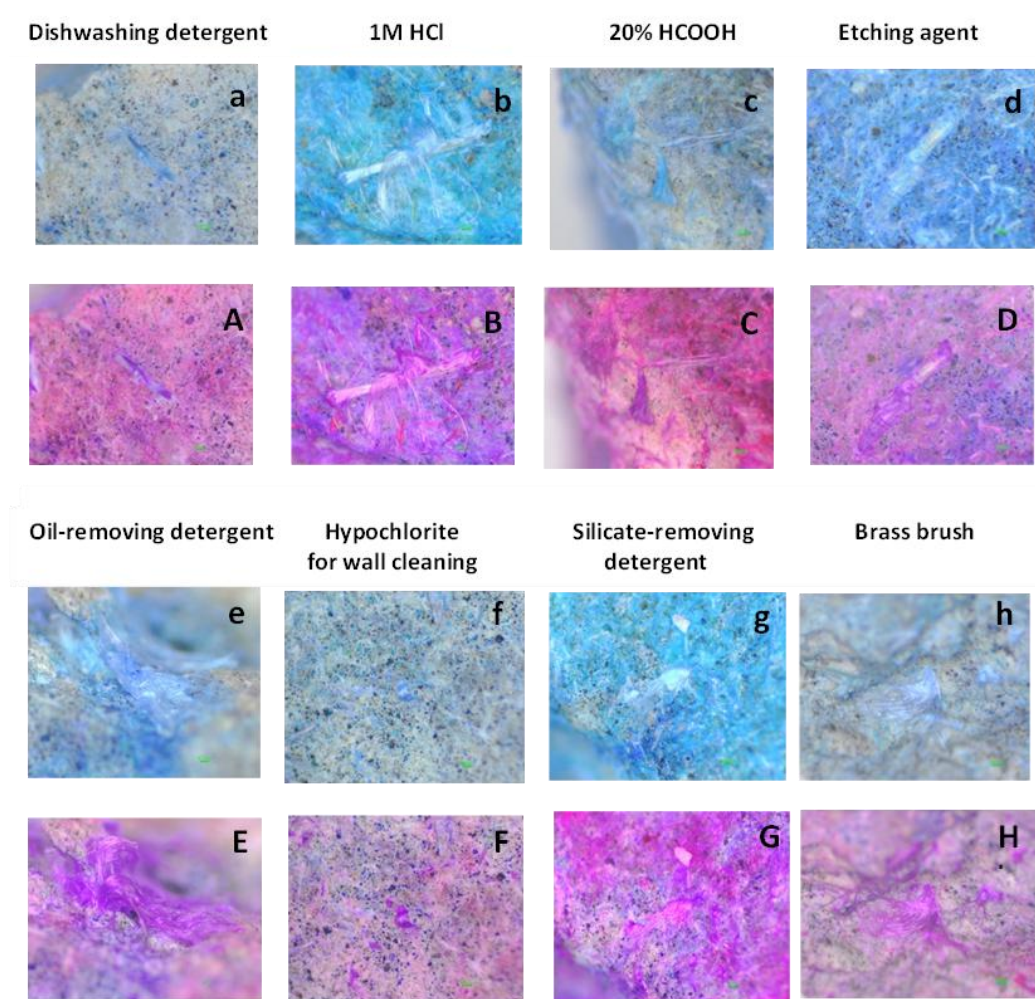 Dishwashing detergent 1M HCl 20% HCOOH Etching agent
a b c d
A B C D
Oil-removing detergent Hypochlorite Silicate-removing Brass brush
for wall cleaning detergent
e f g h
E F G H